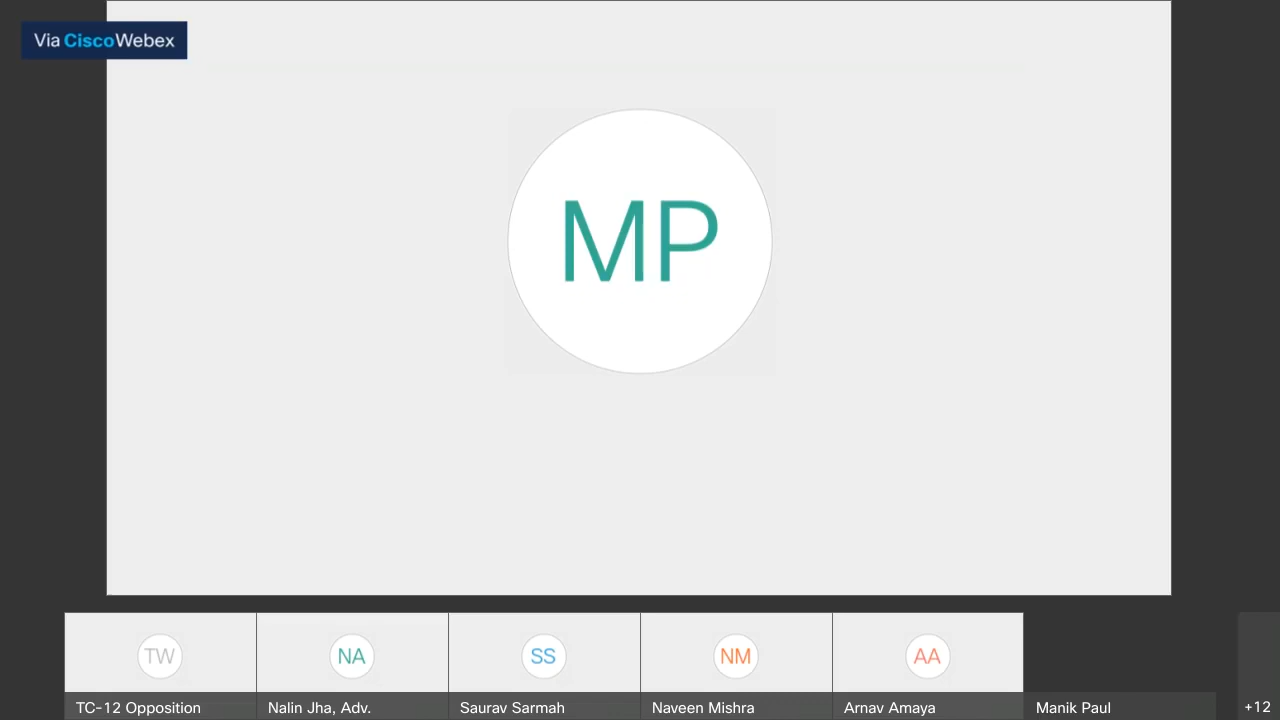 Via CiscoWebex
MP
TW
NA
SS
NM
AA
TC-12 Opposition
Nalin Jha, Adv.
Saurav Sarmah
Naveen Mishra
Arnav Amaya
Manik Paul
+12